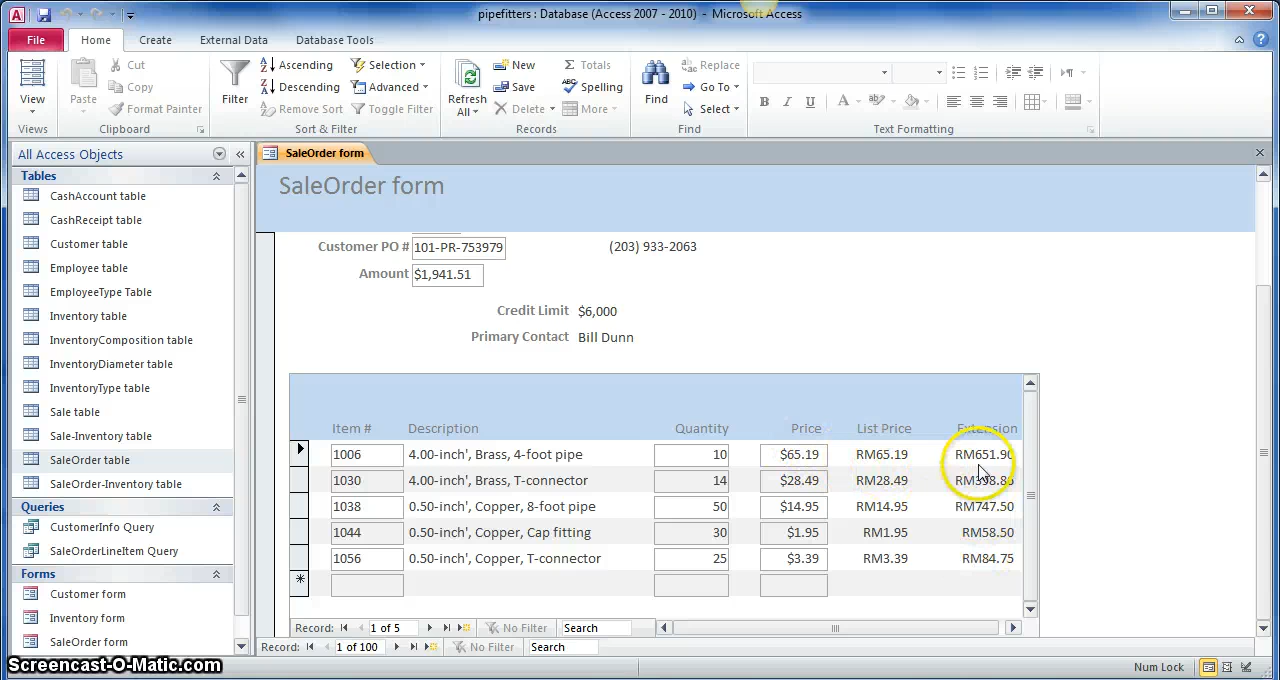 pipefitters : Database (Access 2007 - 2010) - Microsoft Access
File Home Create External Data Database Tools
View Paste Cut Copy Format Painter Filter Ascending Descending Remove Sort Selection Advanced Toggle Filter Refresh All New Save Delete Totals Spelling More Find Replace Go To Select
Views Clipboard Sort & Filter Records Find Text Formatting
All Access Objects
Tables
CashAccount table
CashReceipt table
Customer table
Employee table
EmployeeType Table
Inventory table
InventoryComposition table
InventoryDiameter table
InventoryType table
Sale table
Sale-Inventory table
SaleOrder table
SaleOrder-Inventory table
Queries
CustomerInfo Query
SaleOrderLineItem Query
Forms
Customer form
Inventory form
SaleOrder form
SaleOrder form
SaleOrder form
Customer PO # 101-PR-753979 (203) 933-2063
Amount $1,941.51
Credit Limit $6,000
Primary Contact Bill Dunn
Item # Description Quantity Price List Price Extension
1006 4.00-inch', Brass, 4-foot pipe 10 $65.19 RM65.19 RM651.90
1030 4.00-inch', Brass, T-connector 14 $28.49 RM28.49 RM398.86
1038 0.50-inch', Copper, 8-foot pipe 50 $14.95 RM14.95 RM747.50
1044 0.50-inch', Copper, Cap fitting 30 $1.95 RM1.95 RM58.50
1056 0.50-inch', Copper, T-connector 25 $3.39 RM3.39 RM84.75
Record: 1 of 5 No Filter Search
Record: 1 of 100 No Filter Search
Num Lock
Screencast-O-Matic.com